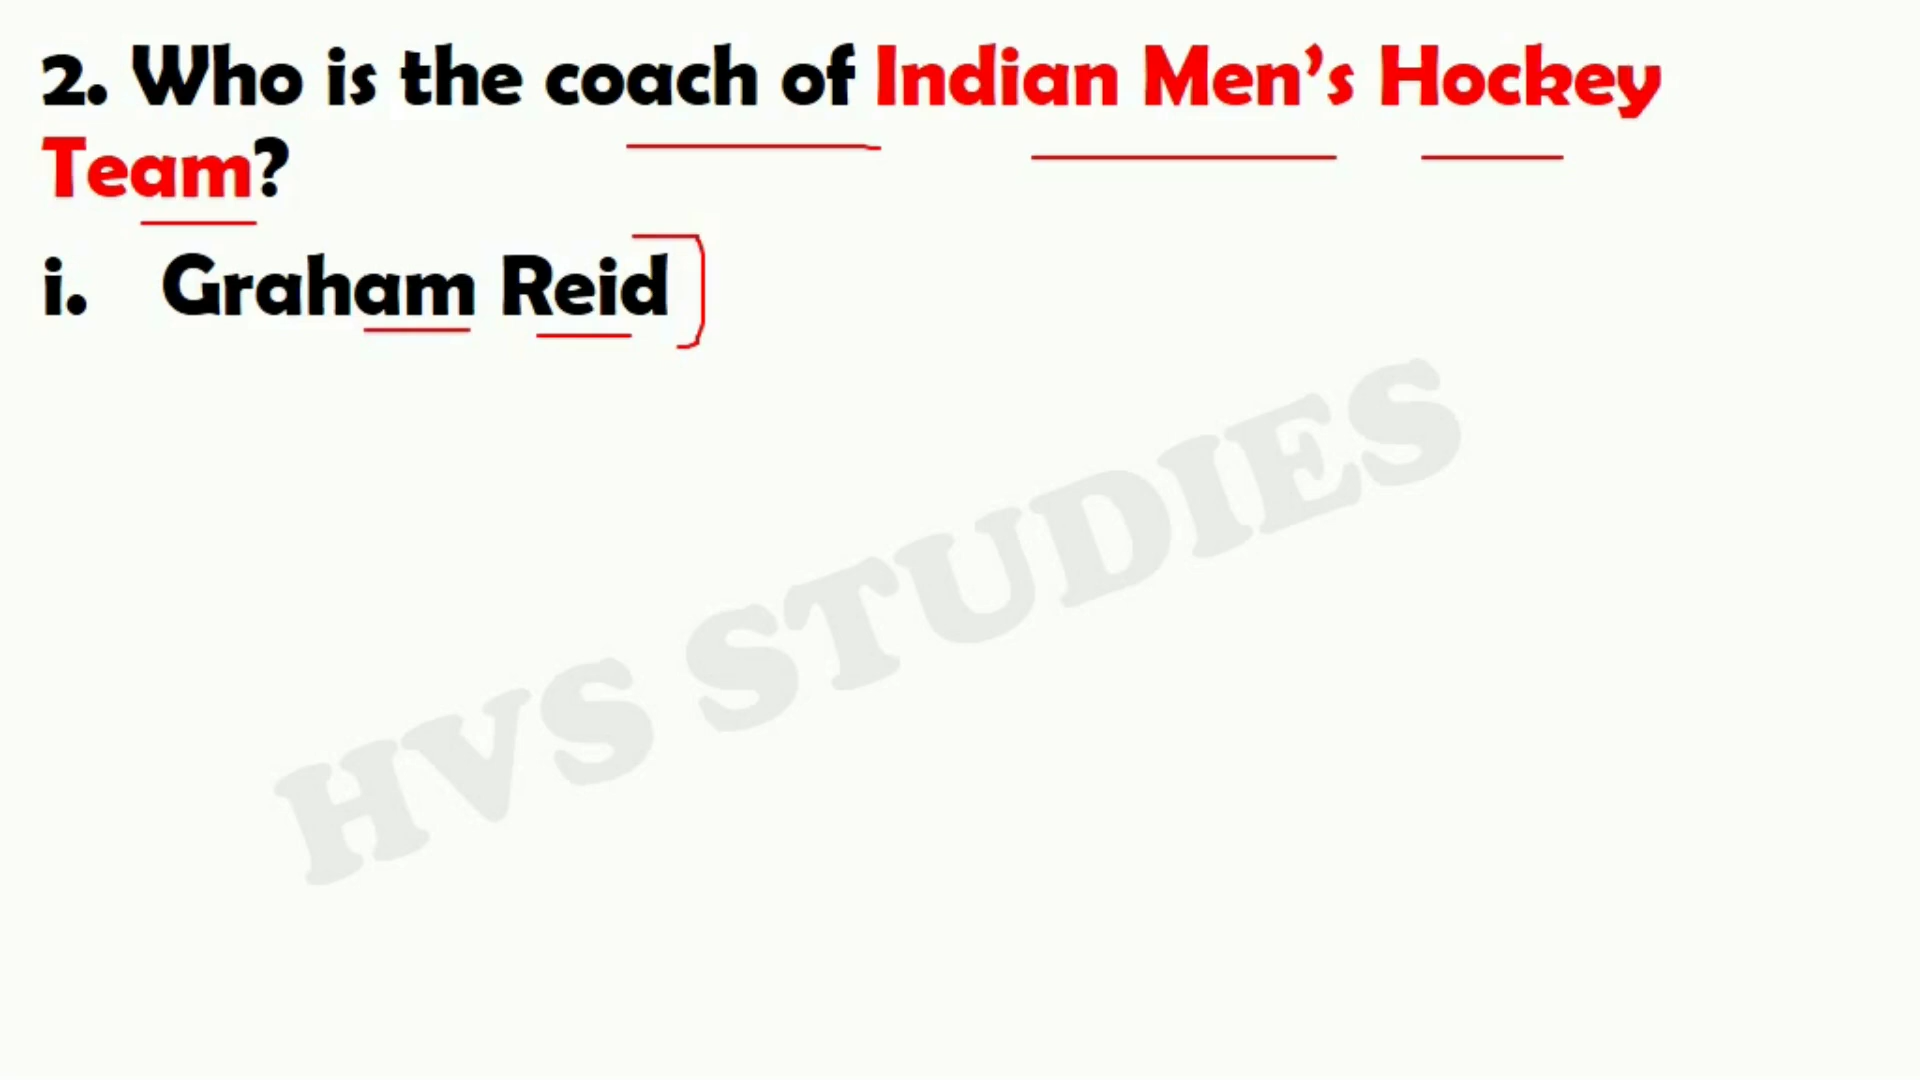 2. Who is the coach of Indian Men’s Hockey
Team?
i. Graham Reid
HVS STUDIES